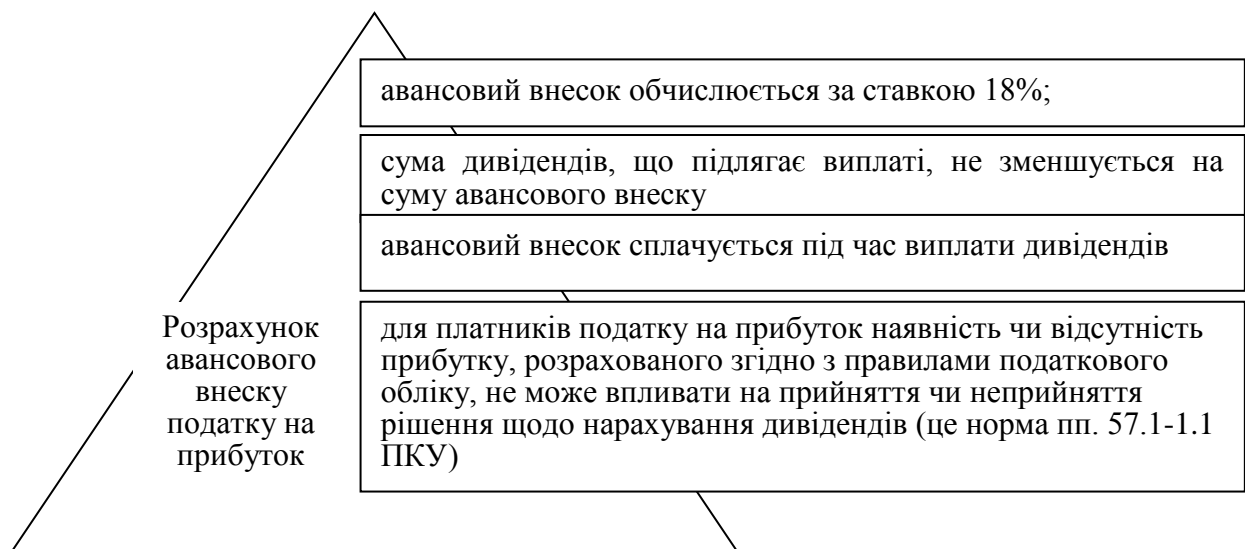 авансовий внесок обчислюється за ставкою 18%;
сума дивідендів, що підлягає виплаті, не зменшується на
суму авансового внеску
авансовий внесок сплачується під час виплати дивідендів
Розрахунок
авансового
внеску
податку на
прибуток
для платників податку на прибуток наявність чи відсутність
прибутку, розрахованого згідно з правилами податкового
обліку, не може впливати на прийняття чи неприйняття
рішення щодо нарахування дивідендів (це норма пп. 57.1-1.1
ПКУ)